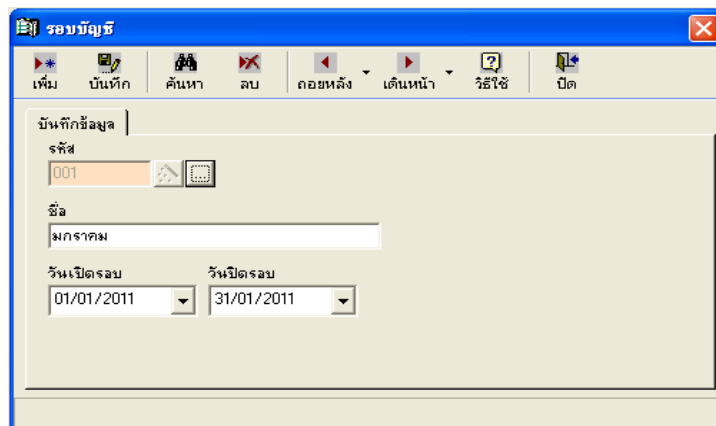 รอบบัญชี
เพิ่ม บันทึก ค้นหา ลบ ถอยหลัง เดินหน้า วิธีใช้ ปิด
บันทึกข้อมูล
รหัส
001
ชื่อ
มกราคม
วันเปิดรอบ วันปิดรอบ
01/01/2011 31/01/2011